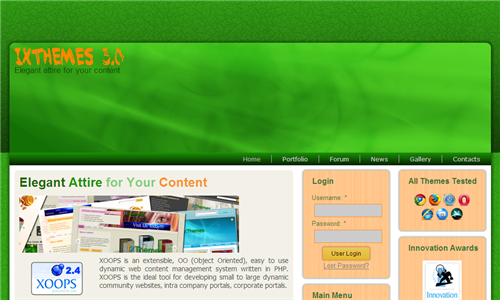 IXTHEMES 3.0
Elegant attire for your content
Home | Portfolio | Forum | News | Gallery | Contacts
Elegant Attire for Your Content
XOOPS is an extensible, OO (Object Oriented), easy to
use dynamic web content management system written in PHP.
XOOPS is the ideal tool for developing small to large dynamic
community websites, intra company portals, corporate portals.
2.4
XOOPS
Login
Username: *
Password: *
User Login
Lost Password?
Main Menu
All Themes Tested
Innovation Awards
Innovation